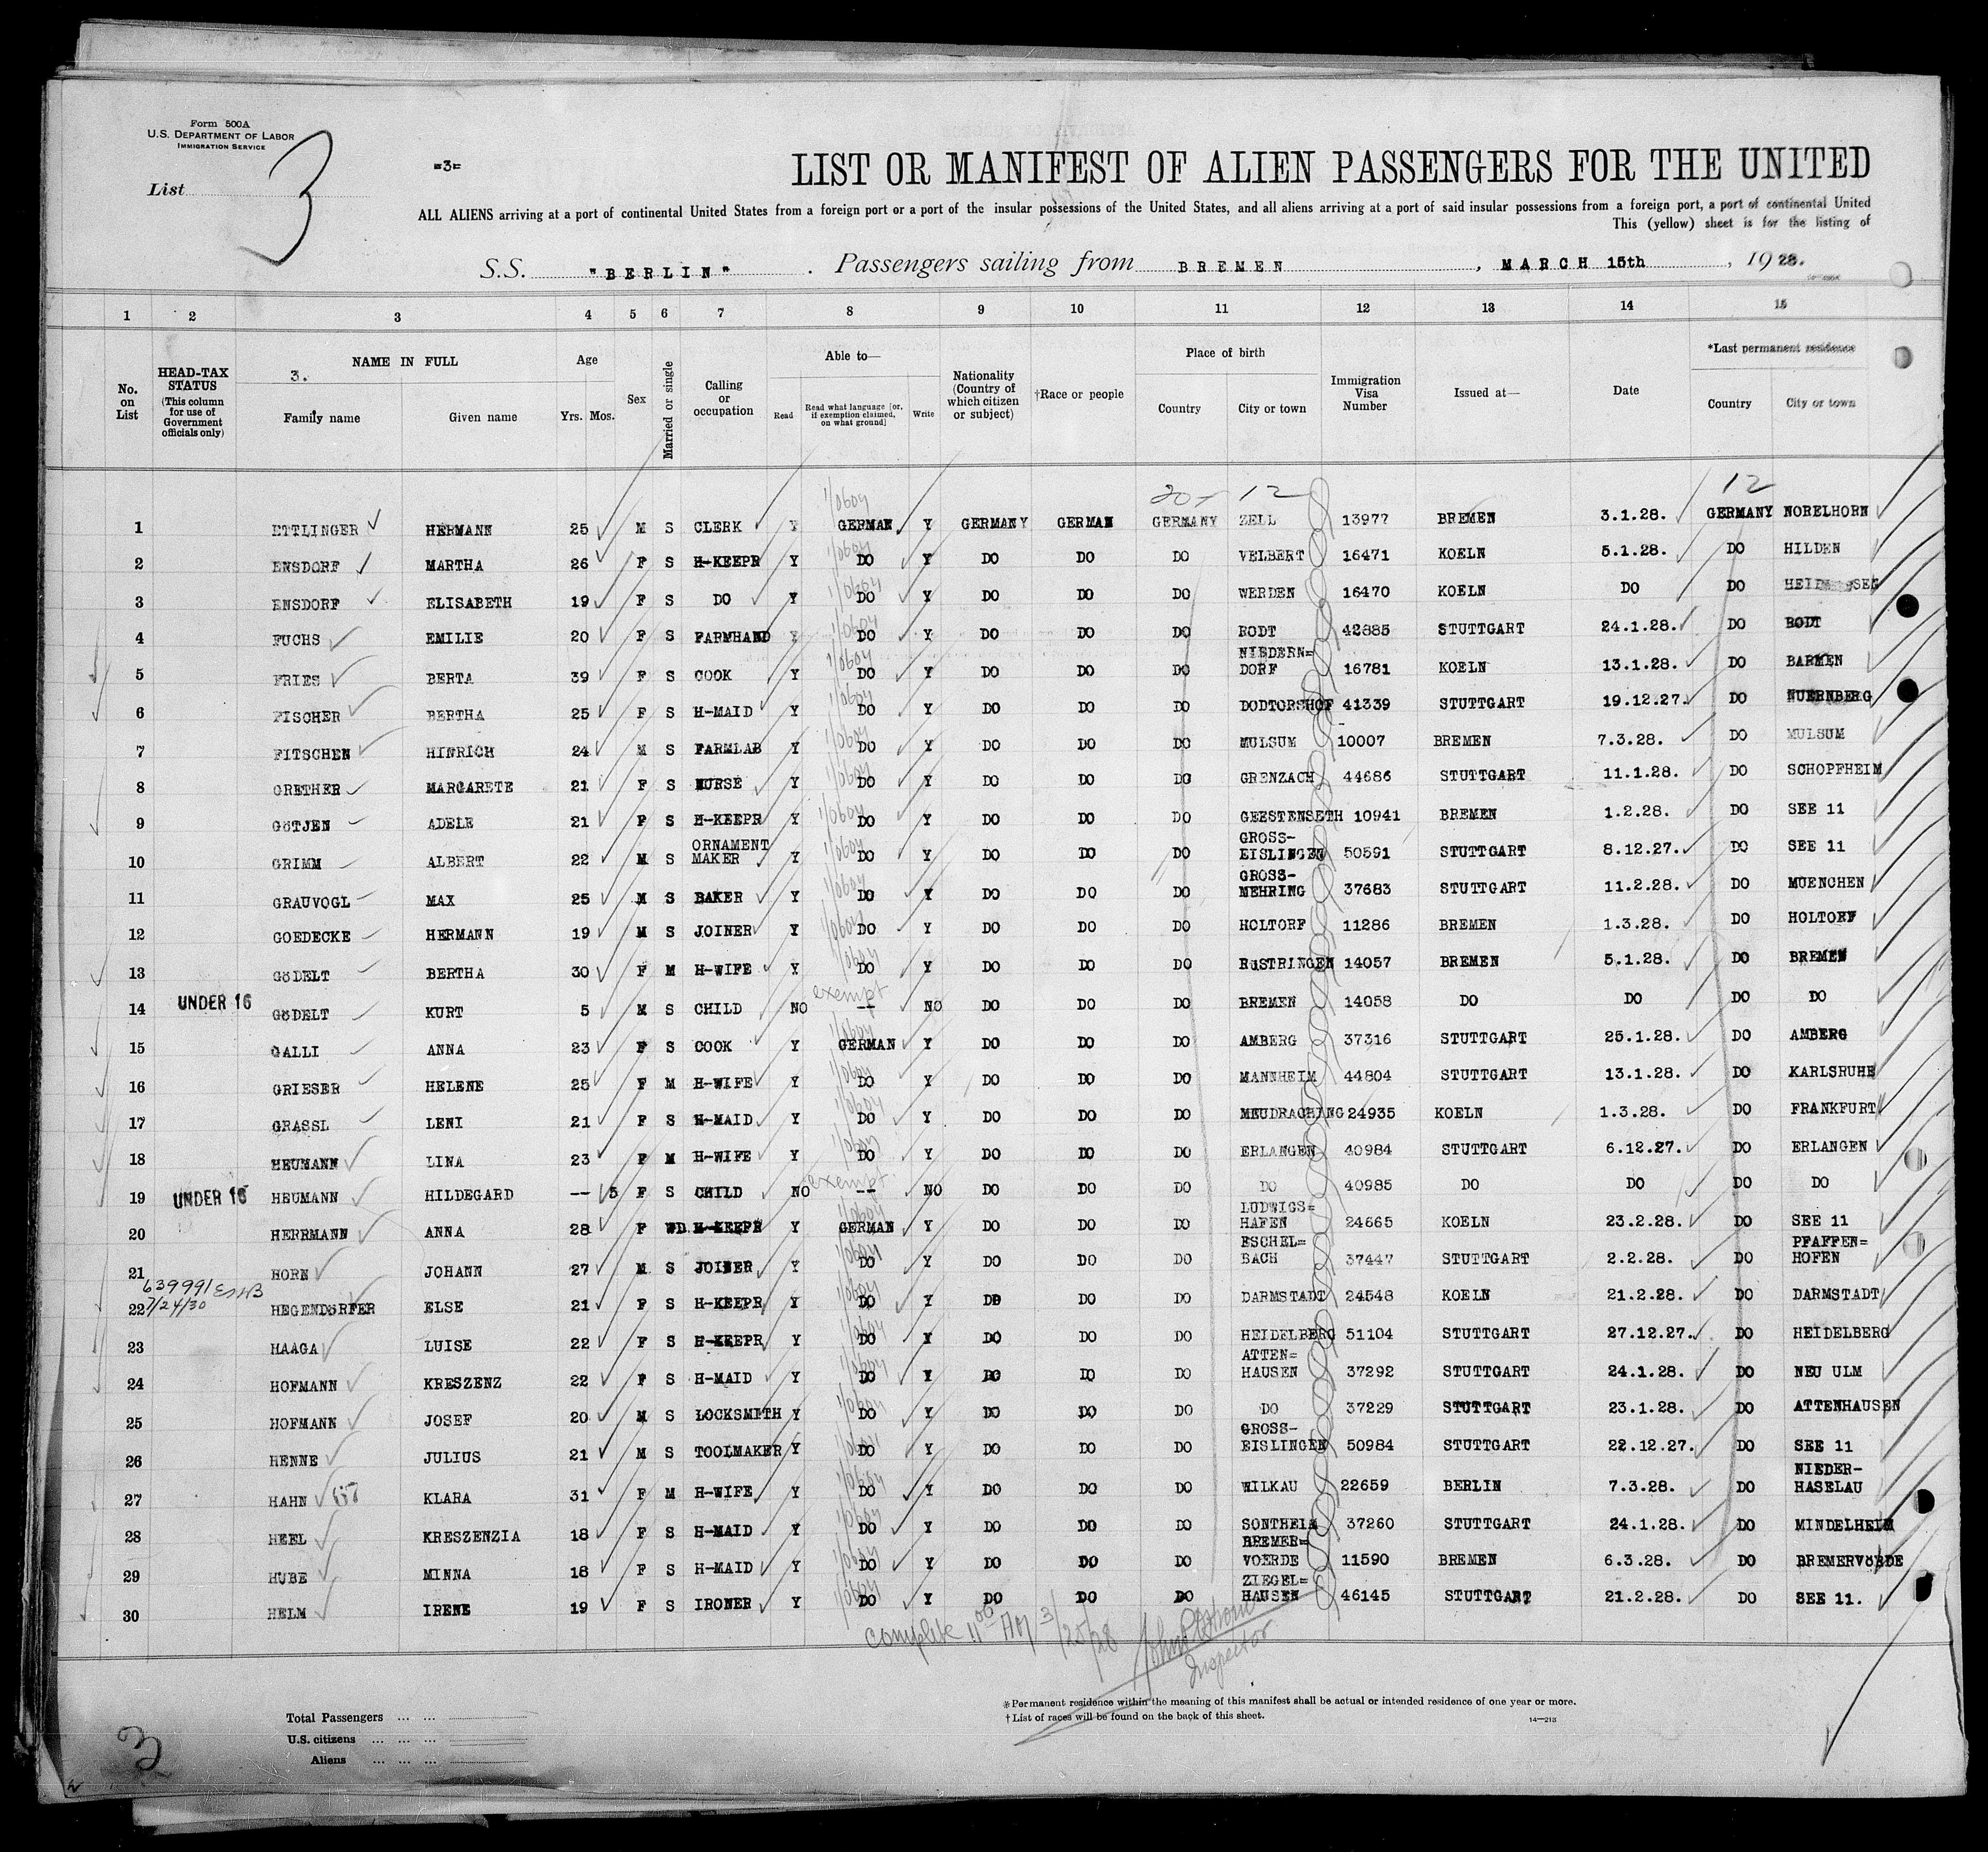 Form 500A
U.S. DEPARTMENT OF LABOR
IMMIGRATION SERVICE
List 3
-3-
LIST OR MANIFEST OF ALIEN PASSENGERS FOR THE UNITED
ALL ALIENS arriving at a port of continental United States from a foreign port or a port of the insular possessions of the United States, and all aliens arriving at a port of said insular possessions from a foreign port, a port of continental United
This (yellow) sheet is for the listing of
S.S. "BERLIN" . Passengers sailing from BREMEN , MARCH 15th , 1928.
1 2 3 4 5 6 7 8 9 10 11 12 13 14 15
No. on List
HEAD-TAX STATUS (This column for use of Government officials only)
NAME IN FULL
3.
Family name Given name
Age
Yrs. Mos.
Sex
Married or single
Calling or occupation
Able to—
Read
Read what language [or, if exemption claimed, on what ground]
Write
Nationality (Country of which citizen or subject)
†Race or people
Place of birth
Country City or town
Immigration Visa Number
Issued at—
Date
*Last permanent residence
Country City or town
20+ 12 12
1 ETTLINGER HERMANN 25 M S CLERK Y GERMAN Y GERMANY GERMAN GERMANY ZELL 13977 BREMEN 3.1.28. GERMANY NORELHORN
2 ENSDORF MARTHA 26 F S H-KEEPR Y DO Y DO DO DO VELBERT 16471 KOELN 5.1.28. DO HILDEN
3 ENSDORF ELISABETH 19 F S DO Y DO Y DO DO DO WERDEN 16470 KOELN DO DO
4 FUCHS EMILIE 20 F S FARMHAND Y DO Y DO DO DO RODT 42885 STUTTGART 24.1.28. DO RODT
5 FRIES BERTA 39 F S COOK Y DO Y DO DO DO NIEDERN=DORF 16781 KOELN 13.1.28. DO BARMEN
6 FISCHER BERTHA 25 F S H-MAID Y DO Y DO DO DO DODTORSHOF 41339 STUTTGART 19.12.27. DO NUERNBERG
7 FITSCHEN HINRICH 24 M S FARMLAB Y DO Y DO DO DO MULSUM 10007 BREMEN 7.3.28. DO MULSUM
8 GRETHER MARGARETE 21 F S NURSE Y DO Y DO DO DO GRENZACH 44686 STUTTGART 11.1.28. DO SCHOPFHEIM
9 GöTJEN ADELE 21 F S H-KEEPR Y DO Y DO DO DO GEESTENSETH 10941 BREMEN 1.2.28. DO SEE 11
10 GRIMM ALBERT 22 M S ORNAMENT MAKER Y DO Y DO DO DO GROSS-EISLINGEN 50591 STUTTGART 8.12.27. DO SEE 11
11 GRAUVOGL MAX 25 M S BAKER Y DO Y DO DO DO GROSS-MEHRING 37683 STUTTGART 11.2.28. DO MUENCHEN
12 GOEDECKE HERMANN 19 M S JOINER Y DO Y DO DO DO HOLTORF 11286 BREMEN 1.3.28. DO HOLTORF
13 GöDELT BERTHA 30 F M H-WIFE Y DO Y DO DO DO RüSTRINGEN 14057 BREMEN 5.1.28. DO BREMEN
14 UNDER 16 GöDELT KURT 5 M S CHILD NO exempt -- NO DO DO DO BREMEN 14058 DO DO DO DO
15 GALLI ANNA 23 F S COOK Y GERMAN Y DO DO DO AMBERG 37316 STUTTGART 25.1.28. DO AMBERG
16 GRIESER HELENE 25 F M H-WIFE Y DO Y DO DO DO MANNHEIM 44804 STUTTGART 13.1.28. DO KARLSRUHE
17 GRASSL LENI 21 F S H-MAID Y DO Y DO DO DO MEUDRACHING 24935 KOELN 1.3.28. DO FRANKFURT
18 HEUMANN LINA 23 F M H-WIFE Y DO Y DO DO DO ERLANGEN 40984 STUTTGART 6.12.27. DO ERLANGEN
19 UNDER 16 HEUMANN HILDEGARD -- 5 F S CHILD NO exempt -- NO DO DO DO DO 40985 DO DO DO DO
20 HERRMANN ANNA 28 F WD. H-KEEPR Y GERMAN Y DO DO DO LUDWIGS=HAFEN 24665 KOELN 23.2.28. DO SEE 11
21 HORN JOHANN 27 M S JOINER Y DO Y DO DO DO ESCHEL=BACH 37447 STUTTGART 2.2.28. DO PFAFFEN=HOFEN
639991
7/24/30
22 HEGENDöRFER ELSE 21 F S H-KEEPR Y DO Y DO DO DO DARMSTADT 24548 KOELN 21.2.28. DO DARMSTADT
23 HAAGA LUISE 22 F S H-KEEPR Y DO Y DO DO DO HEIDELBERG 51104 STUTTGART 27.12.27. DO HEIDELBERG
24 HOFMANN KRESZENZ 22 F S H-MAID Y DO Y DO DO DO ATTEN=HAUSEN 37292 STUTTGART 24.1.28. DO NEU ULM
25 HOFMANN JOSEF 20 M S LOCKSMITH Y DO Y DO DO DO DO 37229 STUTTGART 23.1.28. DO ATTENHAUSEN
26 HENNE JULIUS 21 M S TOOLMAKER Y DO Y DO DO DO GROSS-EISLINGEN 50984 STUTTGART 22.12.27. DO SEE 11
27 HAHN KLARA 31 F M H-WIFE Y DO Y DO DO DO WILKAU 22659 BERLIN 7.3.28. DO NIEDER-HASELAU
28 HEEL KRESZENZIA 18 F S H-MAID Y DO Y DO DO DO SONTHEIM 37260 STUTTGART 24.1.28. DO MINDELHEIM
29 HUBE MINNA 18 F S H-MAID Y DO Y DO DO DO BREMER=VOERDE 11590 BREMEN 6.3.28. DO BREMERVöRDE
30 HELM IRENE 19 F S IRONER Y DO Y DO DO DO ZIEGEL=HAUSEN 46145 STUTTGART 21.2.28. DO SEE 11.
complete 11 00 AM 3/25/28 Inspector
* Permanent residence within the meaning of this manifest shall be actual or intended residence of one year or more.
† List of races will be found on the back of this sheet.
14—213
Total Passengers
U.S. citizens
Aliens
3